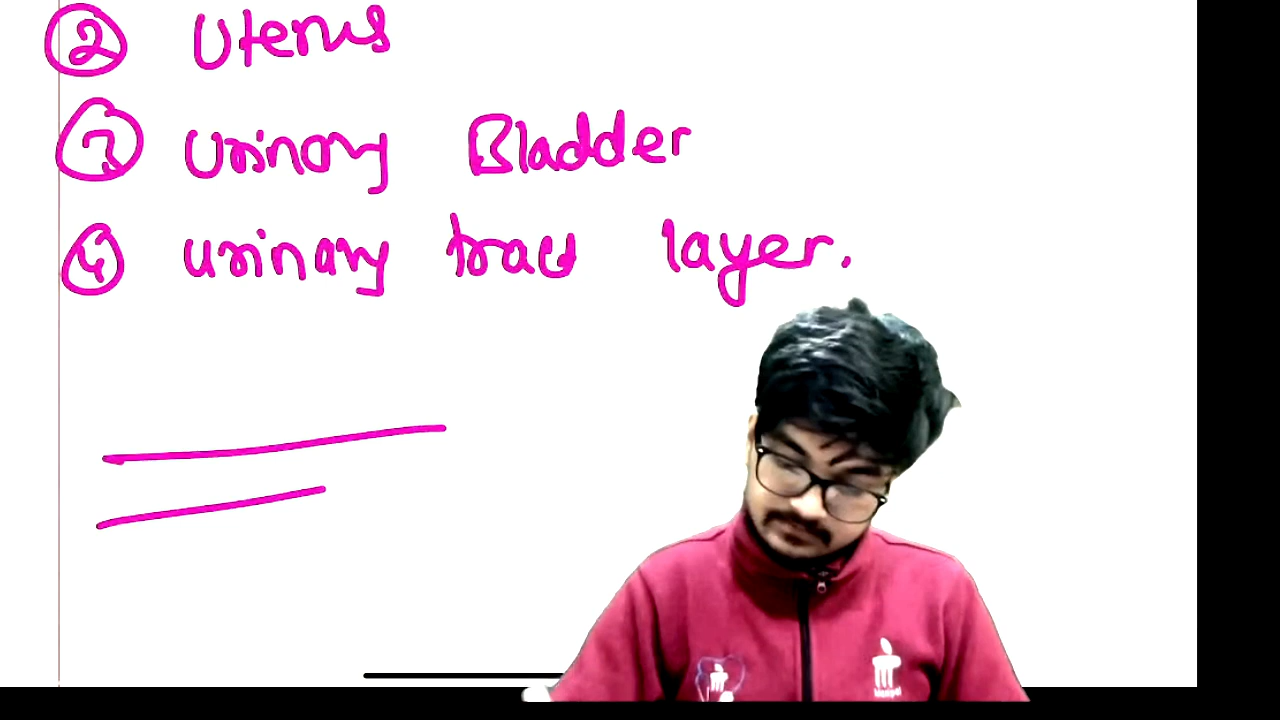 ② Uterus
③ Urinary Bladder
④ urinary tract layer.